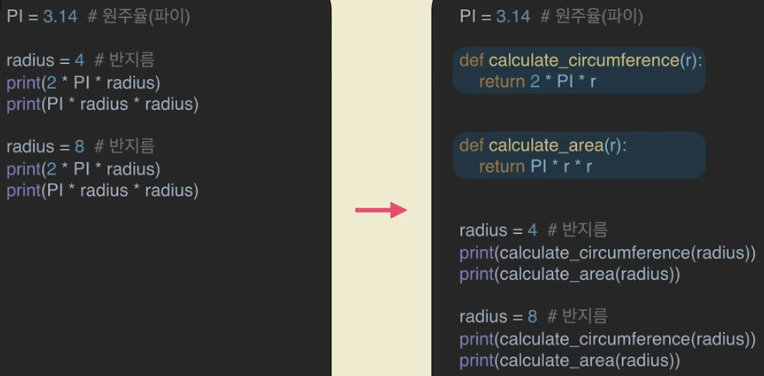 PI = 3.14  # 원주율(파이)
radius = 4  # 반지름
print(2 * PI * radius)
print(PI * radius * radius)
radius = 8  # 반지름
print(2 * PI * radius)
print(PI * radius * radius)
PI = 3.14  # 원주율(파이)
def calculate_circumference(r):
    return 2 * PI * r
def calculate_area(r):
    return PI * r * r
radius = 4  # 반지름
print(calculate_circumference(radius))
print(calculate_area(radius))
radius = 8  # 반지름
print(calculate_circumference(radius))
print(calculate_area(radius))